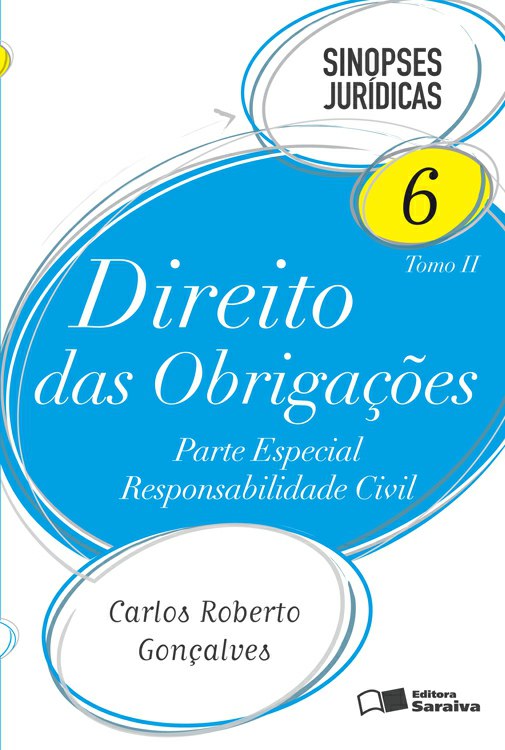 SINOPSES
JURÍDICAS
6
Tomo II
Direito
das Obrigações
Parte Especial
Responsabilidade Civil
Carlos Roberto
Gonçalves
Editora
Saraiva